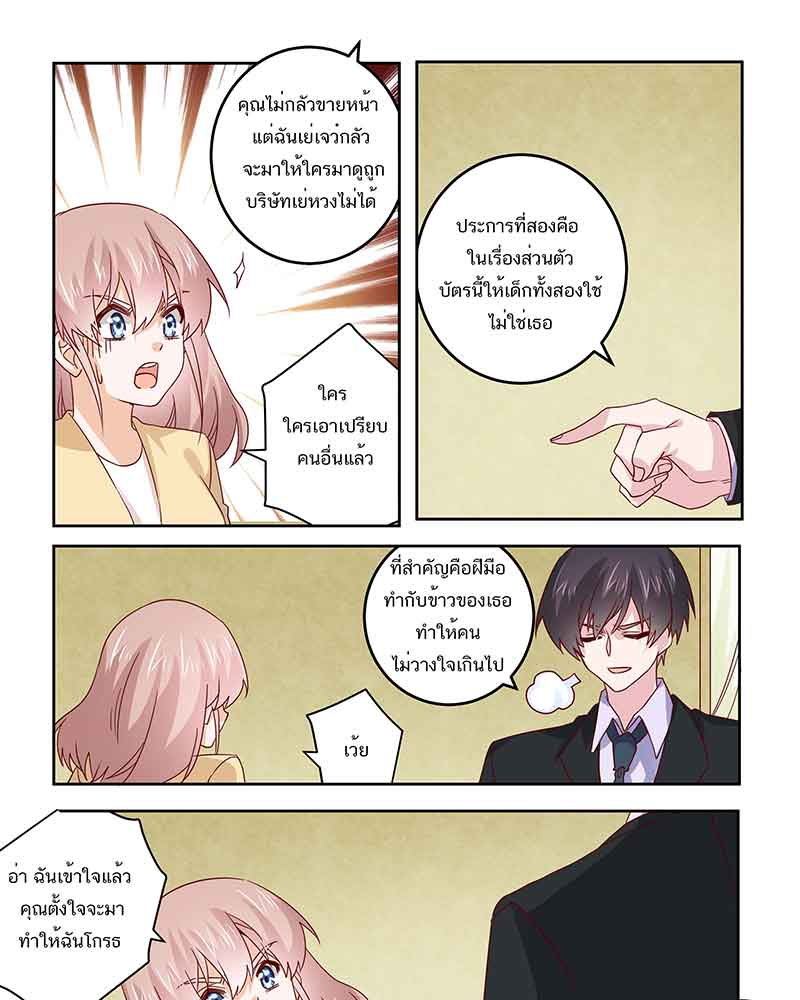 คุณไม่กลัวขายหน้า
แต่ฉันเย่เจว๋กลัว
จะมาให้ใครมาดูถูก
บริษัทเย่หวงไม่ได้
ใคร
ใครเอาเปรียบ
คนอื่นแล้ว
ประการที่สองคือ
ในเรื่องส่วนตัว
บัตรนี้ให้เด็กทั้งสองใช้
ไม่ใช่เธอ
ที่สำคัญคือฝีมือ
ทำกับข้าวของเธอ
ทำให้คน
ไม่วางใจเกินไป
เว้ย
อ่า ฉันเข้าใจแล้ว
คุณตั้งใจจะมา
ทำให้ฉันโกรธ